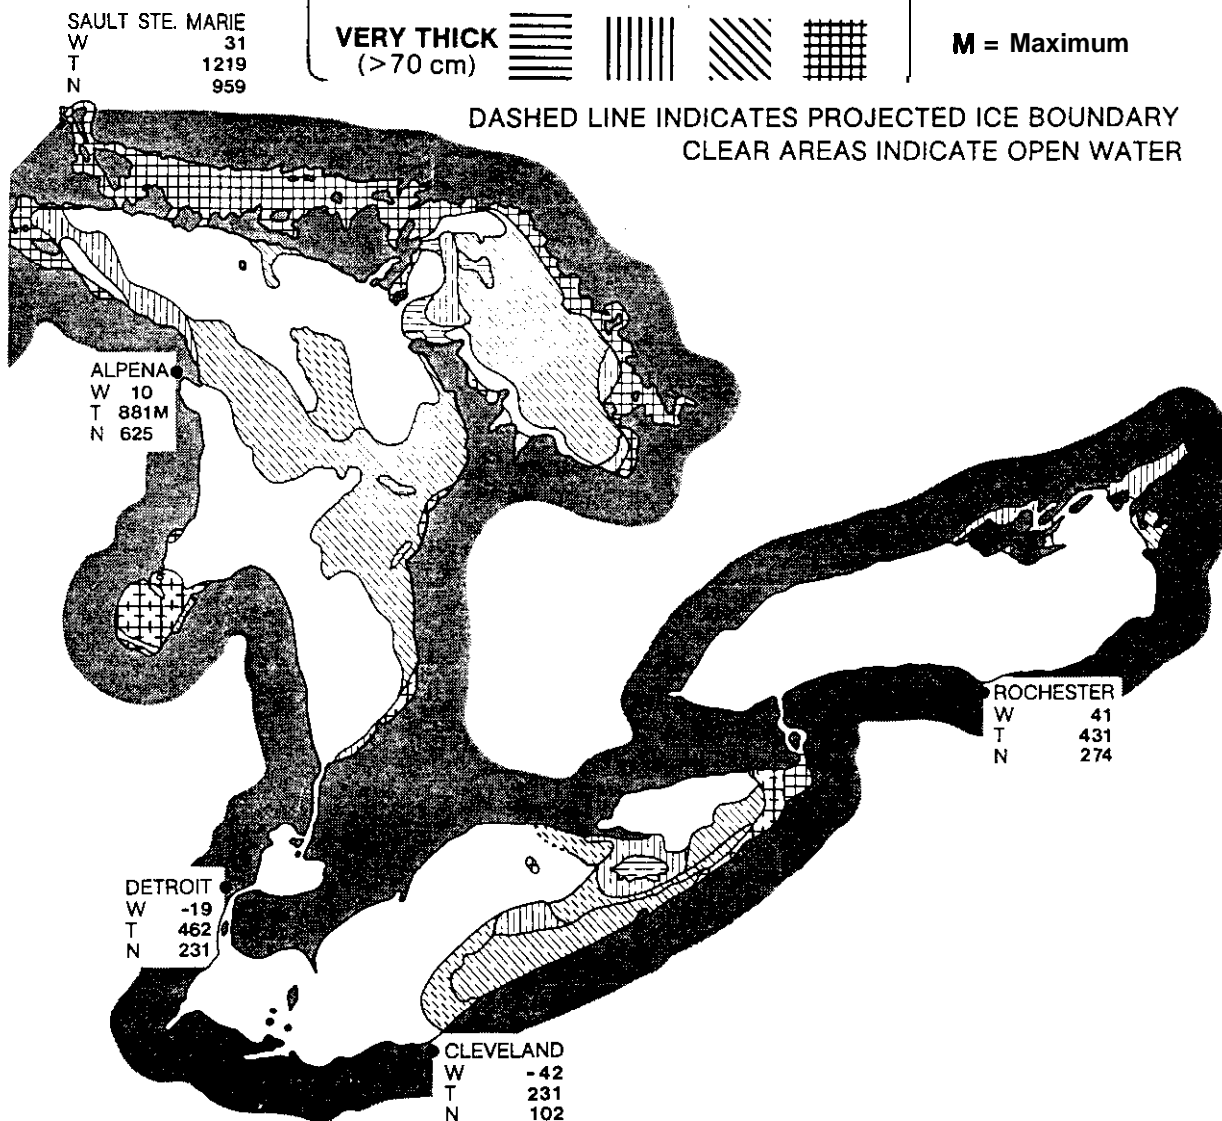 SAULT STE. MARIE
W 31
T 1219
N 959
VERY THICK
(>70 cm)
M = Maximum
DASHED LINE INDICATES PROJECTED ICE BOUNDARY
CLEAR AREAS INDICATE OPEN WATER
ALPENA
W 10
T 881M
N 625
ROCHESTER
W 41
T 431
N 274
DETROIT
W -19
T 462
N 231
CLEVELAND
W -42
T 231
N 102